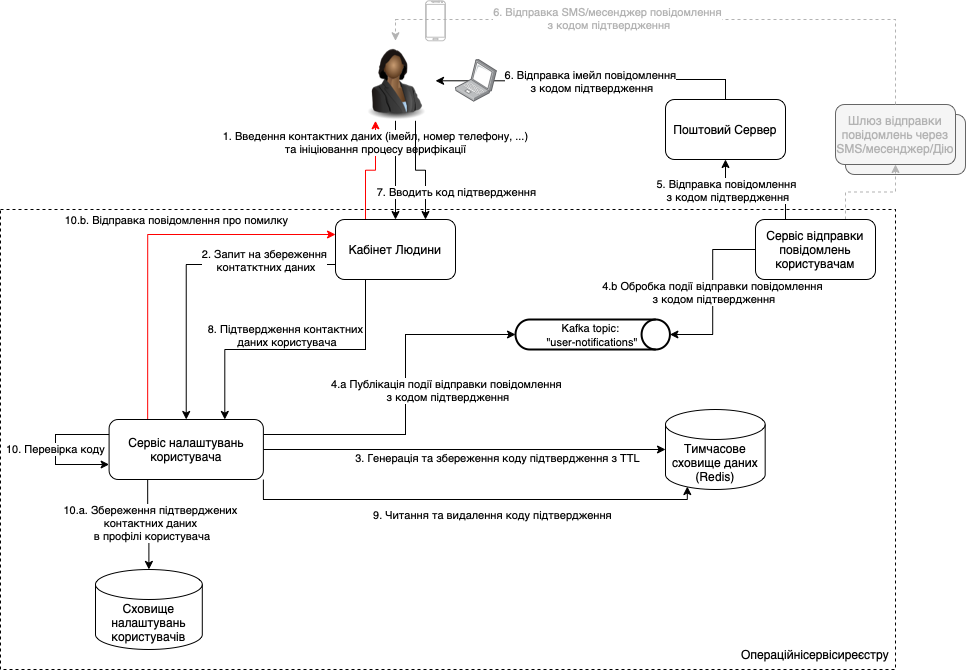 6. Відправка SMS/месенджер повідомлення
з кодом підтвердження
6. Відправка імейл повідомлення
з кодом підтвердження
Поштовий Сервер
Шлюз відправки
повідомлень через
SMS/месенджер/Дію
1. Введення контактних даних (імейл, номер телефону, ...)
та ініціювання процесу верифікації
7. Вводить код підтвердження
5. Відправка повідомлення
з кодом підтвердження
10.b. Відправка повідомлення про помилку
Кабінет Людини
Сервіс відправки
повідомлень
користувачам
2. Запит на збереження
контактктних даних
4.b Обробка події відправки повідомлення
з кодом підтвердження
8. Підтвердження контактних
даних користувача
Kafka topic:
"user-notifications"
4.a Публікація події відправки повідомлення
з кодом підтвердження
10. Перевірка коду
Сервіс налаштувань
користувача
3. Генерація та збереження коду підтвердження з TTL
Тимчасове
сховище даних
(Redis)
10.a. Збереження підтверджених
контактних даних
в профілі користувача
9. Читання та видалення коду підтвердження
Сховище
налаштувань
користувачів
Операційнісервісиреєстру